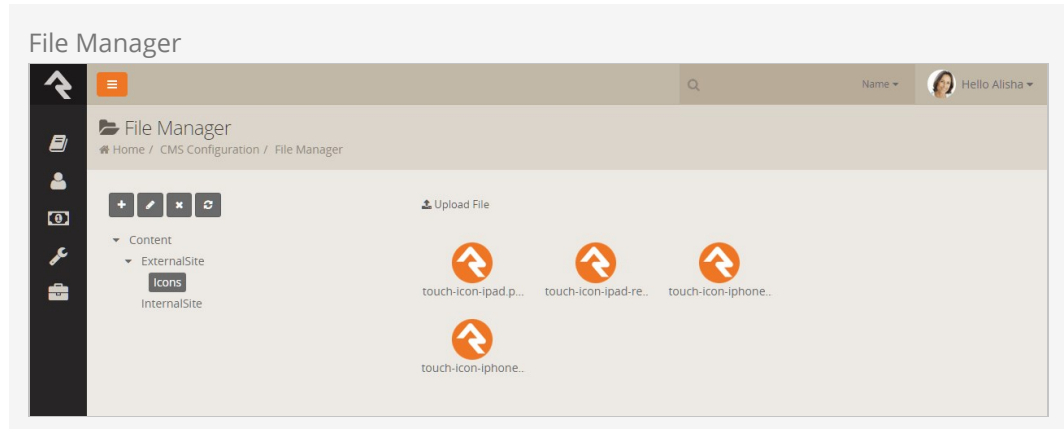 File Manager
Name Hello Alisha
File Manager
Home / CMS Configuration / File Manager
Upload File
Content
ExternalSite
Icons
InternalSite
touch-icon-ipad.p... touch-icon-ipad-re.. touch-icon-iphone..
touch-icon-iphone..